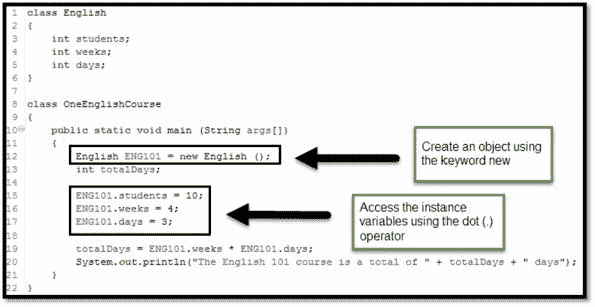 1 class English
2 {
3 int students;
4 int weeks;
5 int days;
6 }
7
8 class OneEnglishCourse
9 {
10 public static void main (String args[])
11 {
12 English ENG101 = new English ();
13 int totalDays;
14
15 ENG101.students = 10;
16 ENG101.weeks = 4;
17 ENG101.days = 3;
18
19 totalDays = ENG101.weeks * ENG101.days;
20 System.out.println("The English 101 course is a total of " + totalDays + " days");
21 }
22 }
Create an object using
the keyword new
Access the instance
variables using the dot (.)
operator